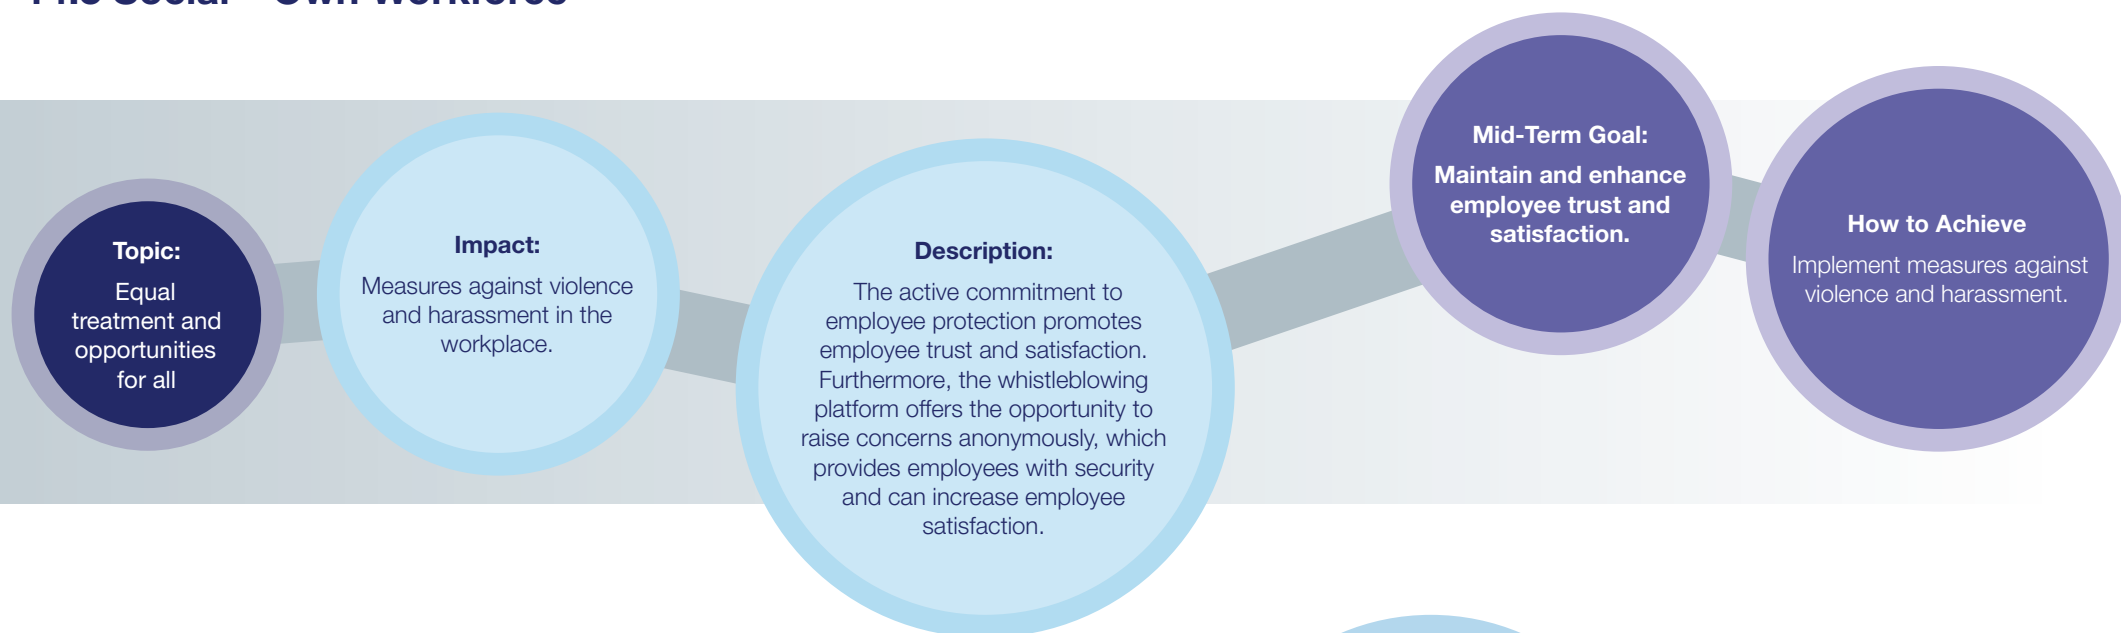 Social – Own Workforce
Topic:
Equal
treatment and
opportunities
for all
Impact:
Measures against violence
and harassment in the
workplace.
Description:
The active commitment to
employee protection promotes
employee trust and satisfaction.
Furthermore, the whistleblowing
platform offers the opportunity to
raise concerns anonymously, which
provides employees with security
and can increase employee
satisfaction.
Mid-Term Goal:
Maintain and enhance
employee trust and
satisfaction.
How to Achieve
Implement measures against
violence and harassment.